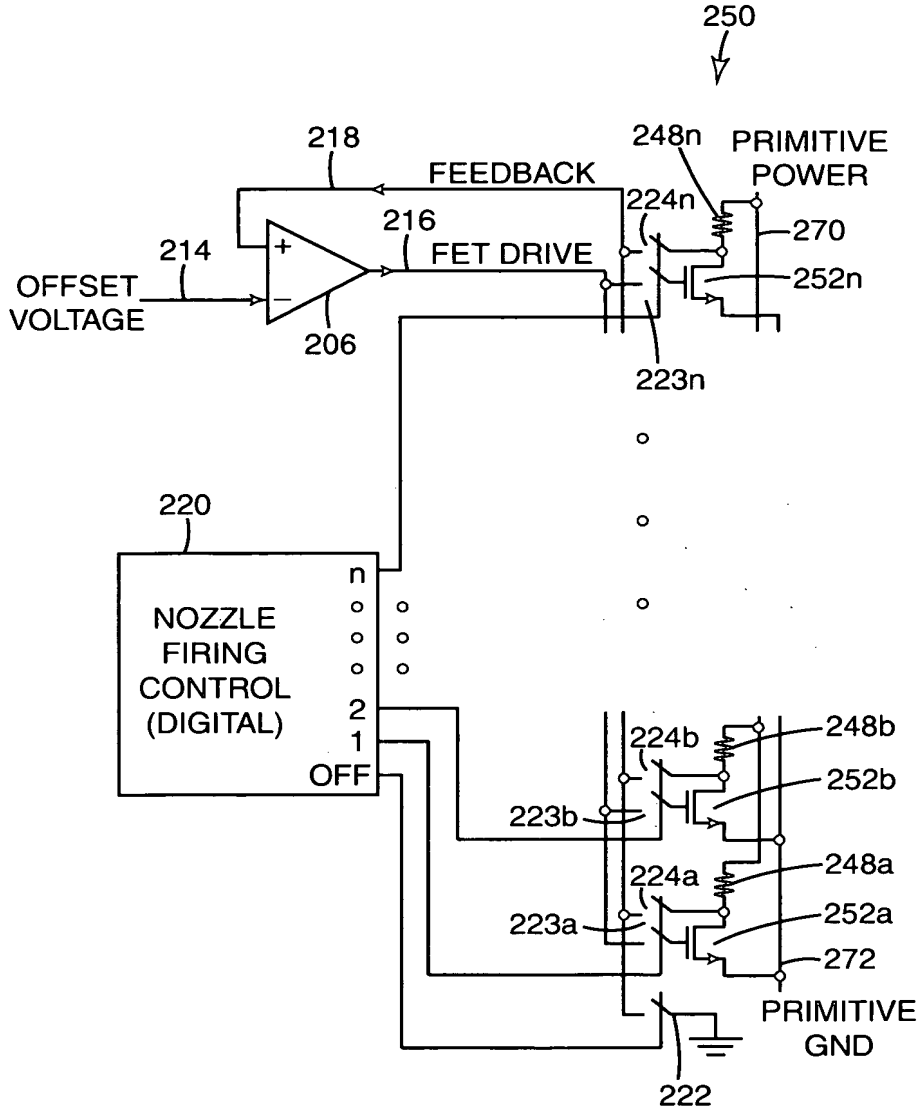 250
218
FEEDBACK
248n
PRIMITIVE
POWER
224n
270
214
216
FET DRIVE
+
−
OFFSET
VOLTAGE
206
252n
223n
220
n
NOZZLE
FIRING
CONTROL
(DIGITAL)
2
1
OFF
224b
248b
223b
252b
224a
248a
223a
252a
272
PRIMITIVE
GND
222